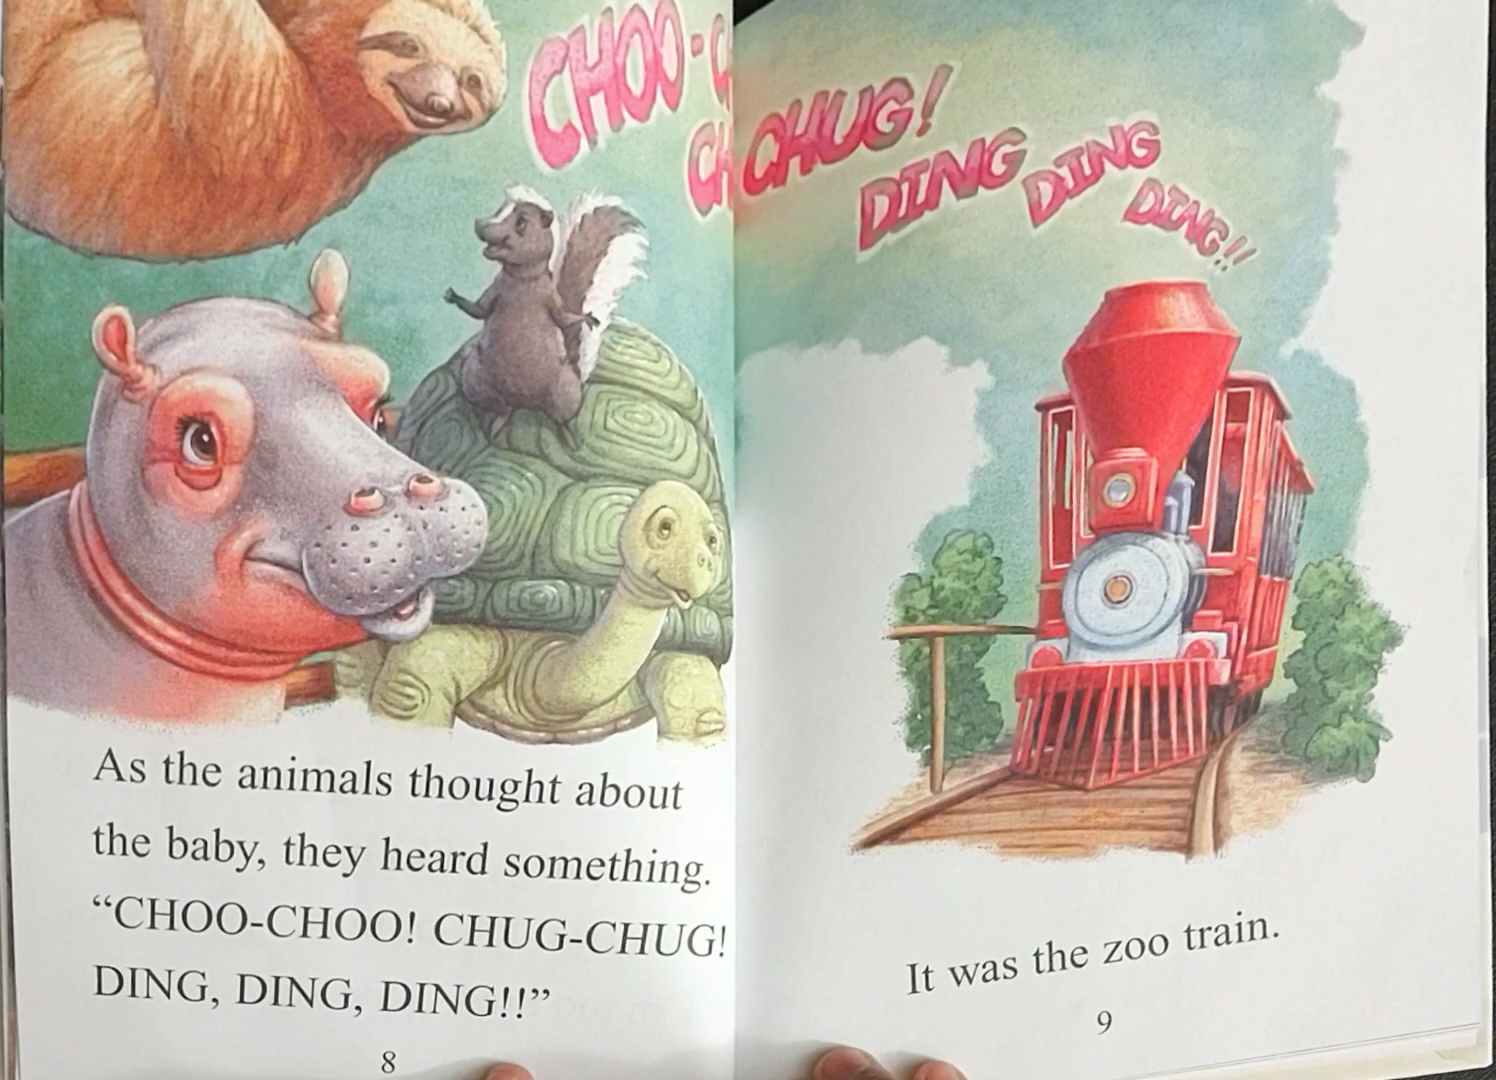 CHOO-
CHUG!
DING DING DING!!
As the animals thought about
the baby, they heard something.
“CHOO-CHOO! CHUG-CHUG!
DING, DING, DING!!”
8
It was the zoo train.
9